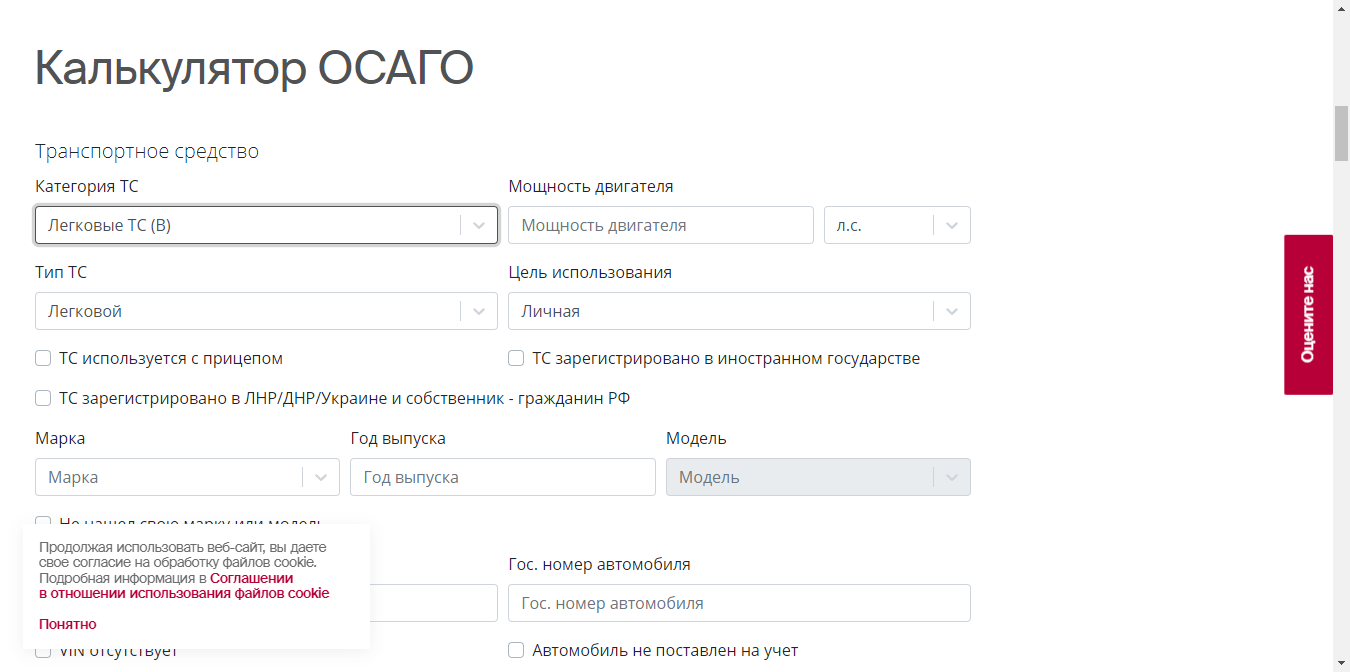 Калькулятор ОСАГО
Транспортное средство
Категория ТС
Мощность двигателя
Легковые ТС (B)
Мощность двигателя
л.с.
Тип ТС
Цель использования
Легковой
Личная
ТС используется с прицепом
ТС зарегистрировано в иностранном государстве
ТС зарегистрировано в ЛНР/ДНР/Украине и собственник - гражданин РФ
Марка
Год выпуска
Модель
Марка
Год выпуска
Модель
Не нашел свою марку или модель
Продолжая использовать веб-сайт, вы даете
свое согласие на обработку файлов cookie.
Подробная информация в Соглашении
в отношении использования файлов cookie
Понятно
Гос. номер автомобиля
Гос. номер автомобиля
VIN отсутствует
Автомобиль не поставлен на учет
Оцените нас